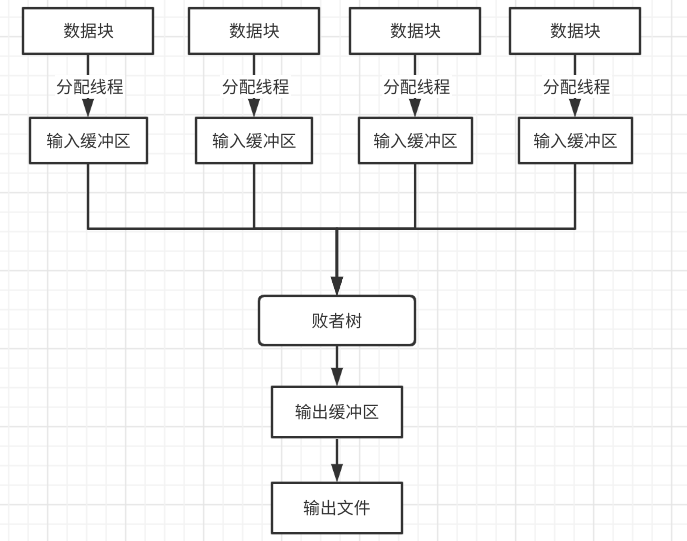 数据块 数据块 数据块 数据块
分配线程 分配线程 分配线程 分配线程
输入缓冲区 输入缓冲区 输入缓冲区 输入缓冲区
败者树
输出缓冲区
输出文件